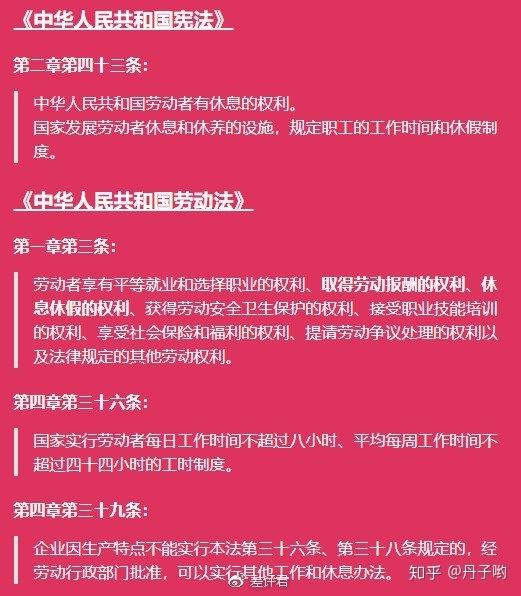 《中华人民共和国宪法》
第二章第四十三条：
中华人民共和国劳动者有休息的权利。
国家发展劳动者休息和休养的设施，规定职工的工作时间和休假制
度。
《中华人民共和国劳动法》
第一章第三条：
劳动者享有平等就业和选择职业的权利、取得劳动报酬的权利、休
息休假的权利、获得劳动安全卫生保护的权利、接受职业技能培训
的权利、享受社会保险和福利的权利、提请劳动争议处理的权利以
及法律规定的其他劳动权利。
第四章第三十六条：
国家实行劳动者每日工作时间不超过八小时、平均每周工作时间不
超过四十四小时的工时制度。
第四章第三十九条：
企业因生产特点不能实行本法第三十六条、第三十八条规定的，经
劳动行政部门批准，可以实行其他工作和休息办法。
知乎 @丹子哟
差评君